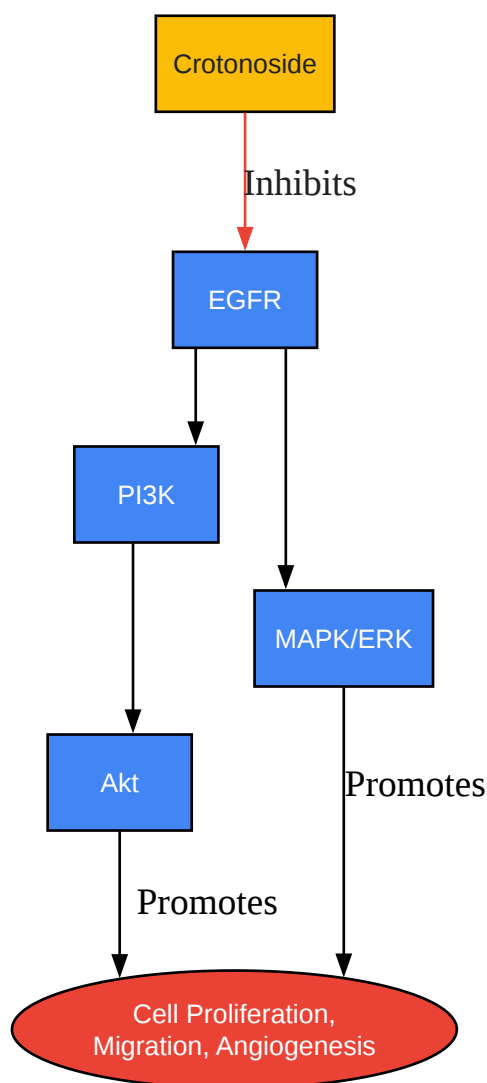 Crotonoside
Inhibits
EGFR
PI3K
MAPK/ERK
Akt
Promotes
Promotes
Cell Proliferation,
Migration, Angiogenesis